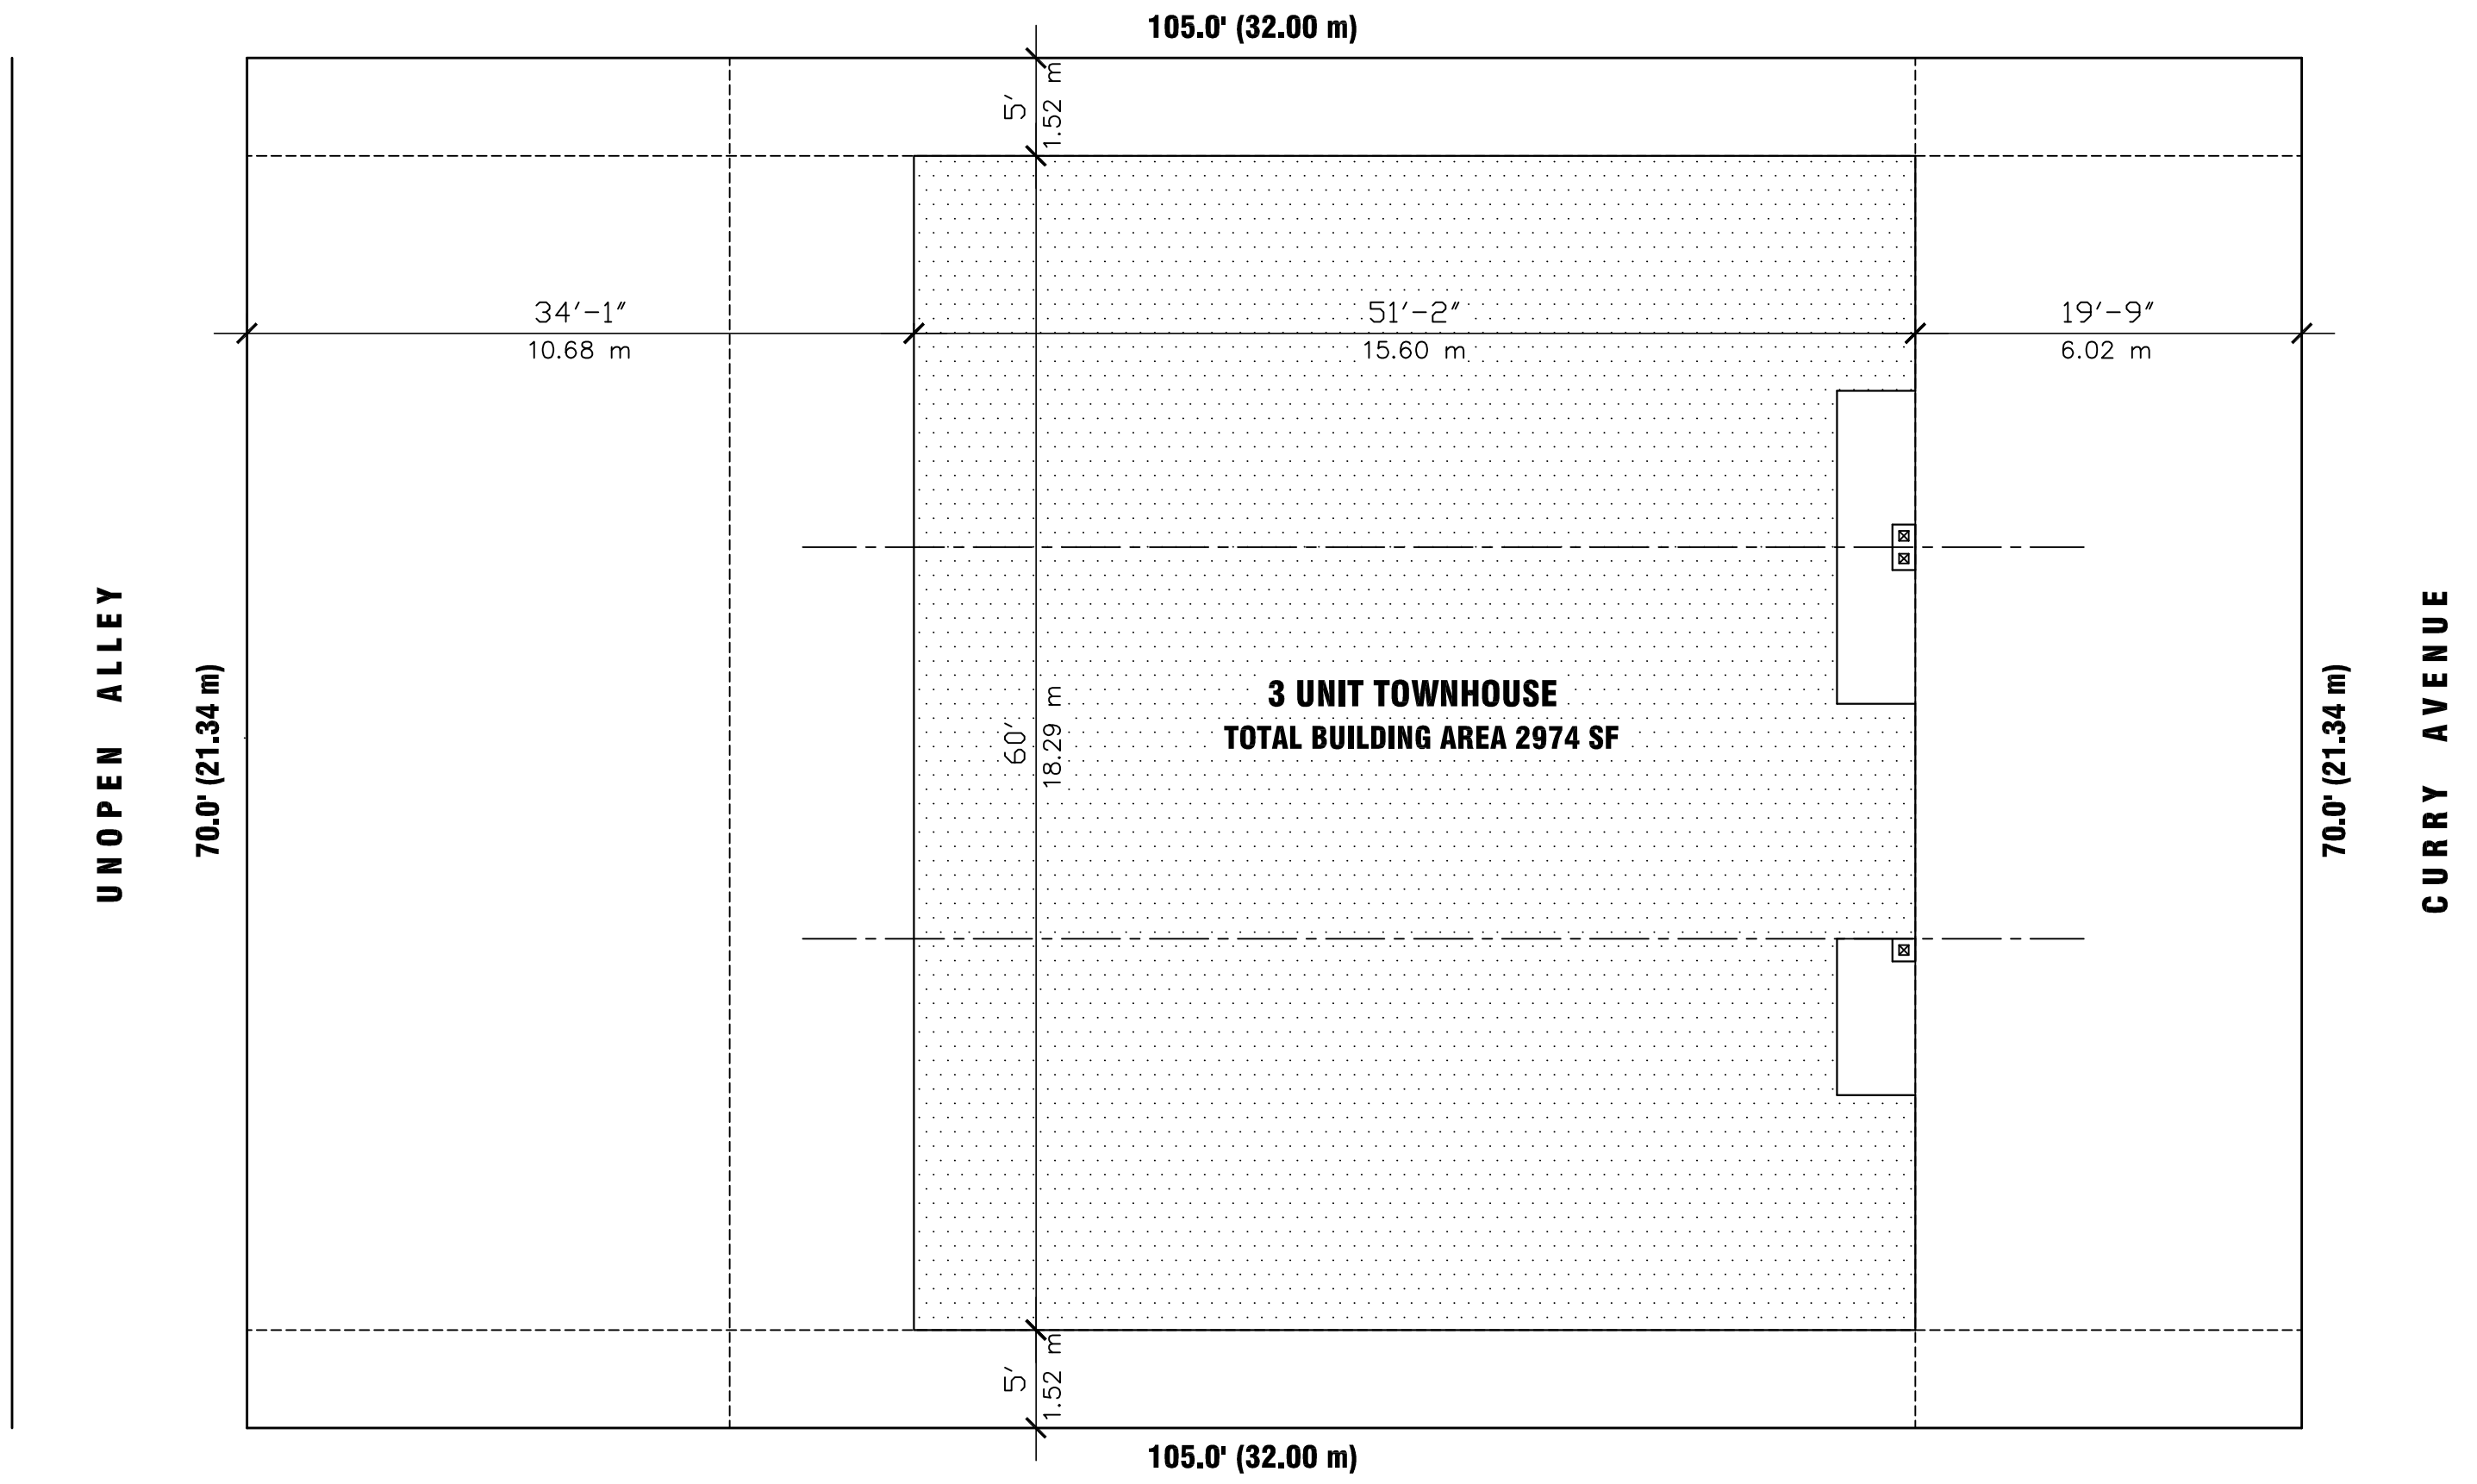 105.0' (32.00 m)
5'
1.52 m
34'-1"
10.68 m
51'-2"
15.60 m
19'-9"
6.02 m
UNOPEN ALLEY
70.0' (21.34 m)
60'
18.29 m
3 UNIT TOWNHOUSE
TOTAL BUILDING AREA 2974 SF
70.0' (21.34 m)
CURRY AVENUE
5'
1.52 m
105.0' (32.00 m)